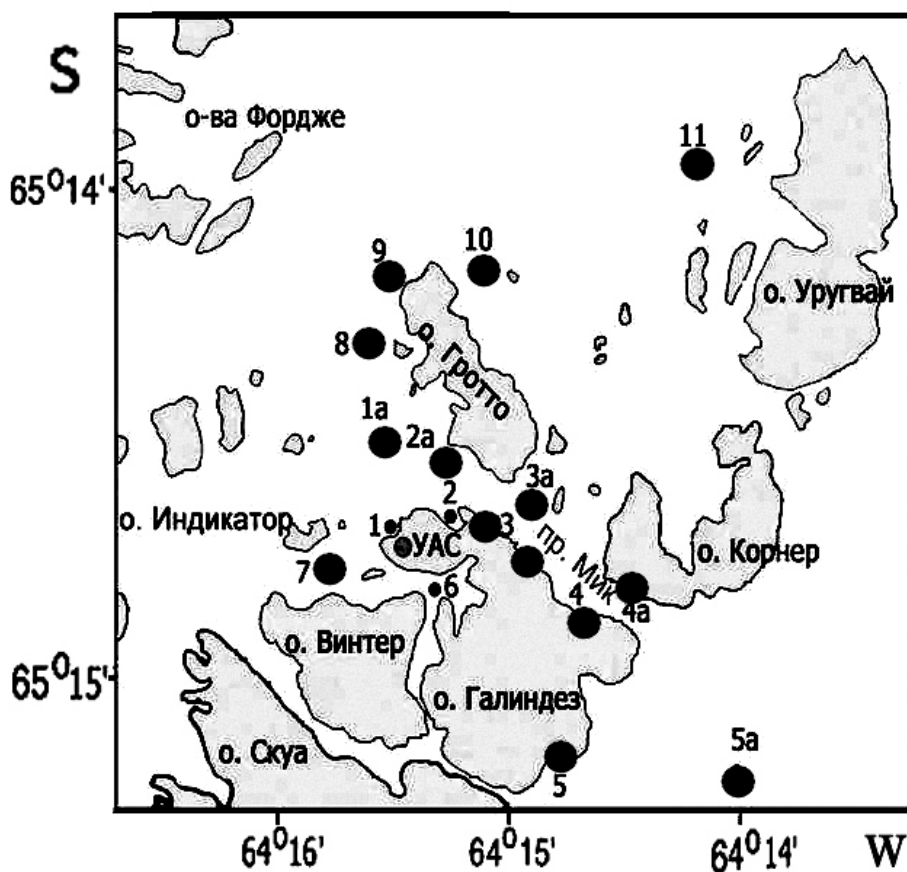 S
о-ва Фордже
11
65⁰14'
9
10
о. Уругвай
8
о. Гротто
1а
2а
3а
2
о. Индикатор
1
УАС
3
пр. Мик
о. Корнер
7
6
4
4а
о. Винтер
65⁰15'
о. Галиндез
о. Скуа
5а
5
64⁰16'
64⁰15'
64⁰14'
W